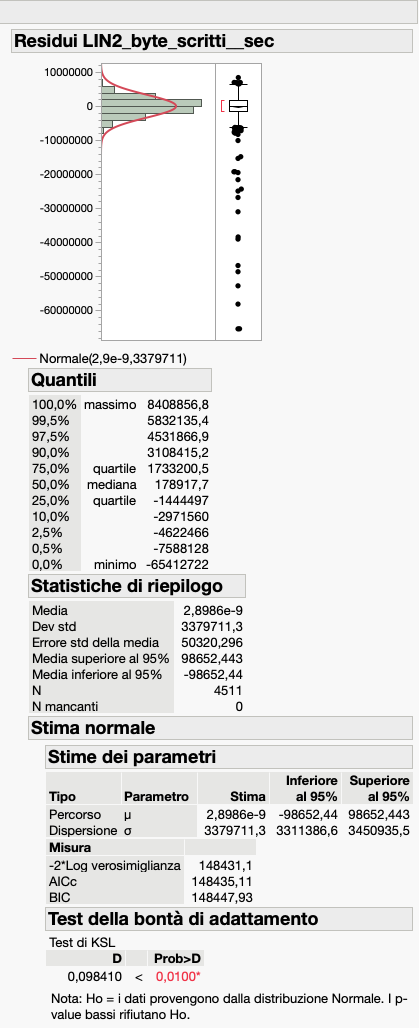 Residui LIN2_byte_scritti__sec
10000000
0
-10000000
-20000000
-30000000
-40000000
-50000000
-60000000
Normale(2,9e-9,3379711)
Quantili
100,0% massimo 8408856,8
99,5% 5832135,4
97,5% 4531866,9
90,0% 3108415,2
75,0% quartile 1733200,5
50,0% mediana 178917,7
25,0% quartile -1444497
10,0% -2971560
2,5% -4622466
0,5% -7588128
0,0% minimo -65412722
Statistiche di riepilogo
Media 2,8986e-9
Dev std 3379711,3
Errore std della media 50320,296
Media superiore al 95% 98652,443
Media inferiore al 95% -98652,44
N 4511
N mancanti 0
Stima normale
Stime dei parametri
Inferiore Superiore
Tipo Parametro Stima al 95% al 95%
Percorso μ 2,8986e-9 -98652,44 98652,443
Dispersione σ 3379711,3 3311386,6 3450935,5
Misura
-2*Log verosimiglianza 148431,1
AICc 148435,11
BIC 148447,93
Test della bontà di adattamento
Test di KSL
D Prob>D
0,098410 < 0,0100*
Nota: Ho = i dati provengono dalla distribuzione Normale. I p-
value bassi rifiutano Ho.